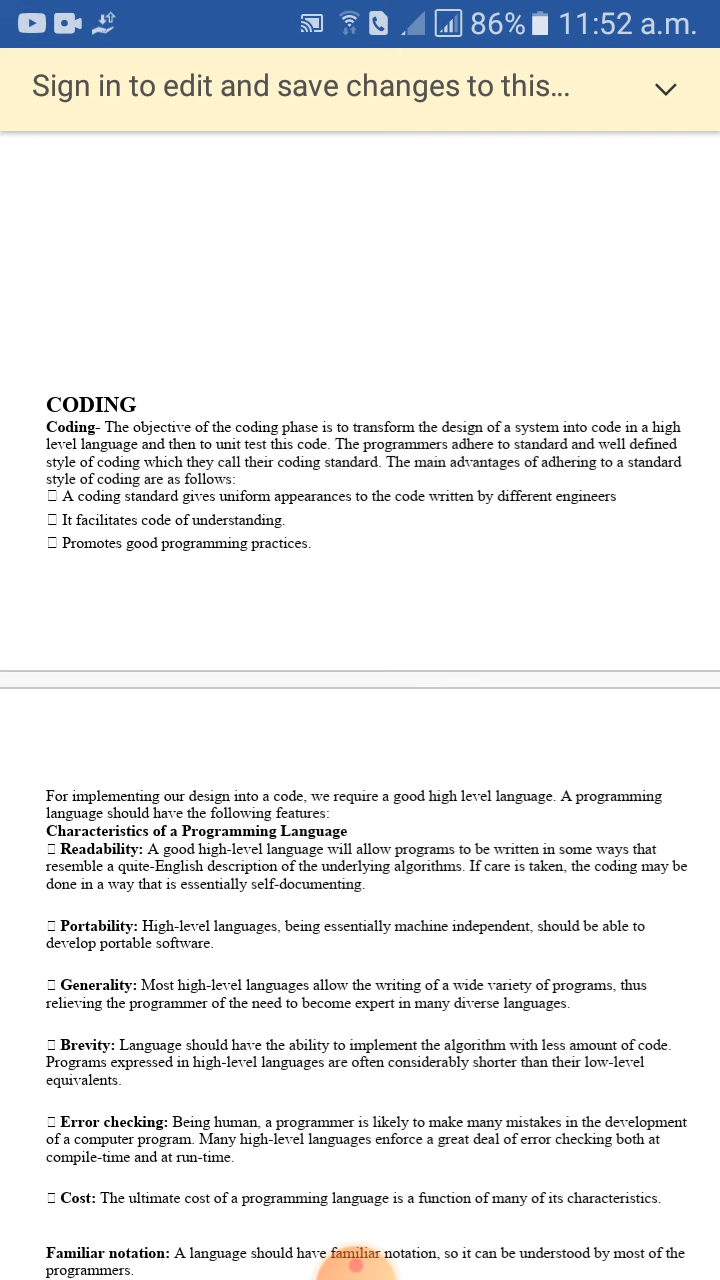 86% 11:52 a.m.
Sign in to edit and save changes to this...
CODING
Coding- The objective of the coding phase is to transform the design of a system into code in a high
level language and then to unit test this code. The programmers adhere to standard and well defined
style of coding which they call their coding standard. The main advantages of adhering to a standard
style of coding are as follows:
 A coding standard gives uniform appearances to the code written by different engineers
 It facilitates code of understanding.
 Promotes good programming practices.
For implementing our design into a code, we require a good high level language. A programming
language should have the following features:
Characteristics of a Programming Language
 Readability: A good high-level language will allow programs to be written in some ways that
resemble a quite-English description of the underlying algorithms. If care is taken, the coding may be
done in a way that is essentially self-documenting.
 Portability: High-level languages, being essentially machine independent, should be able to
develop portable software.
 Generality: Most high-level languages allow the writing of a wide variety of programs, thus
relieving the programmer of the need to become expert in many diverse languages.
 Brevity: Language should have the ability to implement the algorithm with less amount of code.
Programs expressed in high-level languages are often considerably shorter than their low-level
equivalents.
 Error checking: Being human, a programmer is likely to make many mistakes in the development
of a computer program. Many high-level languages enforce a great deal of error checking both at
compile-time and at run-time.
 Cost: The ultimate cost of a programming language is a function of many of its characteristics.
Familiar notation: A language should have familiar notation, so it can be understood by most of the
programmers.